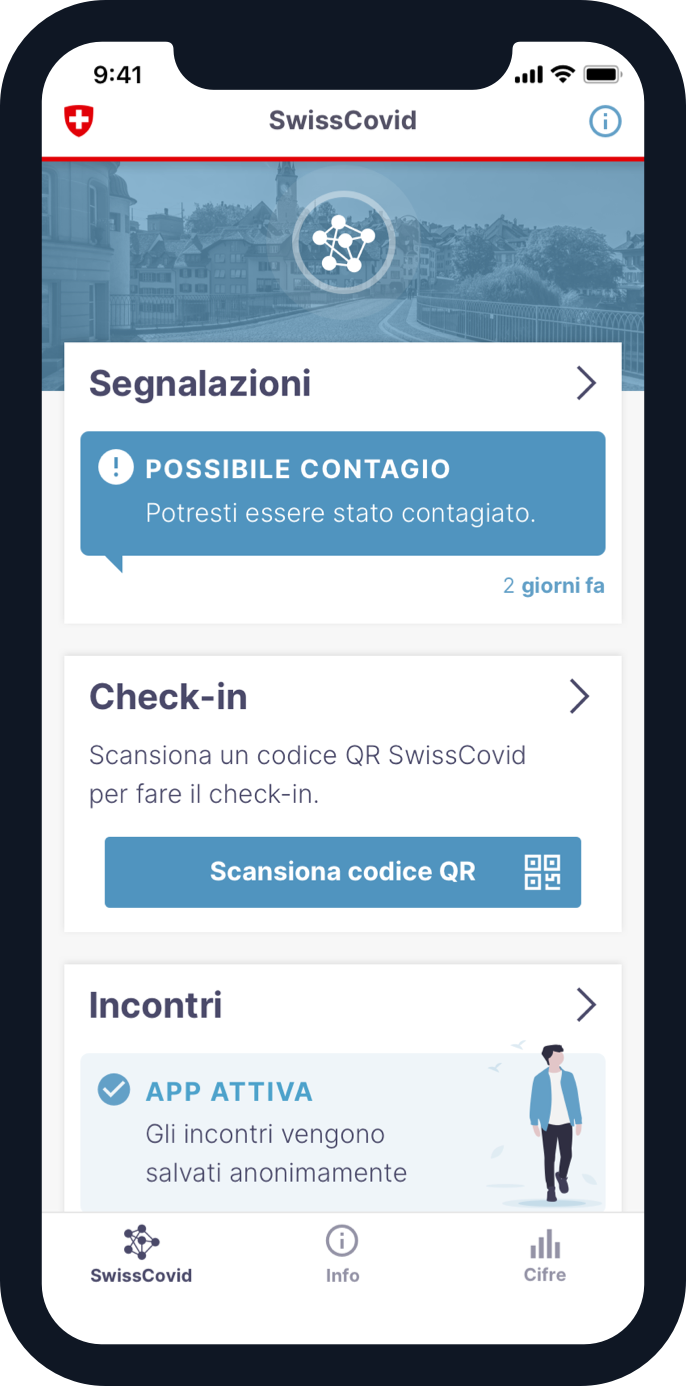 9:41
SwissCovid
Segnalazioni
POSSIBILE CONTAGIO
Potresti essere stato contagiato.
2 giorni fa
Check-in
Scansiona un codice QR SwissCovid
per fare il check-in.
Scansiona codice QR
Incontri
APP ATTIVA
Gli incontri vengono
salvati anonimamente
SwissCovid
Info
Cifre